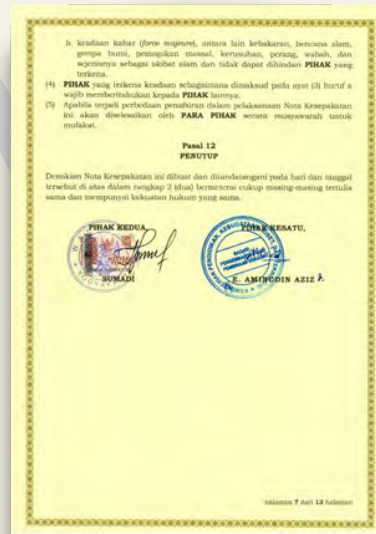 b. keadaan kahar (force majeure), antara lain kebakaran, bencana alam,
gempa bumi, pemogokan massal, kerusuhan, perang, wabah, dan
sejenisnya sebagai akibat alam dan tidak dapat dihindari PIHAK yang
terkena.
(4) PIHAK yang terkena keadaan sebagaimana dimaksud pada ayat (3) huruf a
wajib memberitahukan kepada PIHAK lainnya.
(5) Apabila terjadi perbedaan penafsiran dalam pelaksanaan Nota Kesepakatan
ini akan diselesaikan oleh PARA PIHAK secara musyawarah untuk
mufakat.
Pasal 12
PENUTUP
Demikian Nota Kesepakatan ini dibuat dan ditandatangani pada hari dan tanggal
tersebut di atas dalam rangkap 2 (dua) bermeterai cukup masing-masing tertulis
sama dan mempunyai kekuatan hukum yang sama.
PIHAK KEDUA,
PIHAK KESATU,
SUMADI
E. AMINUDIN AZIZ
Halaman 7 dari 12 halaman